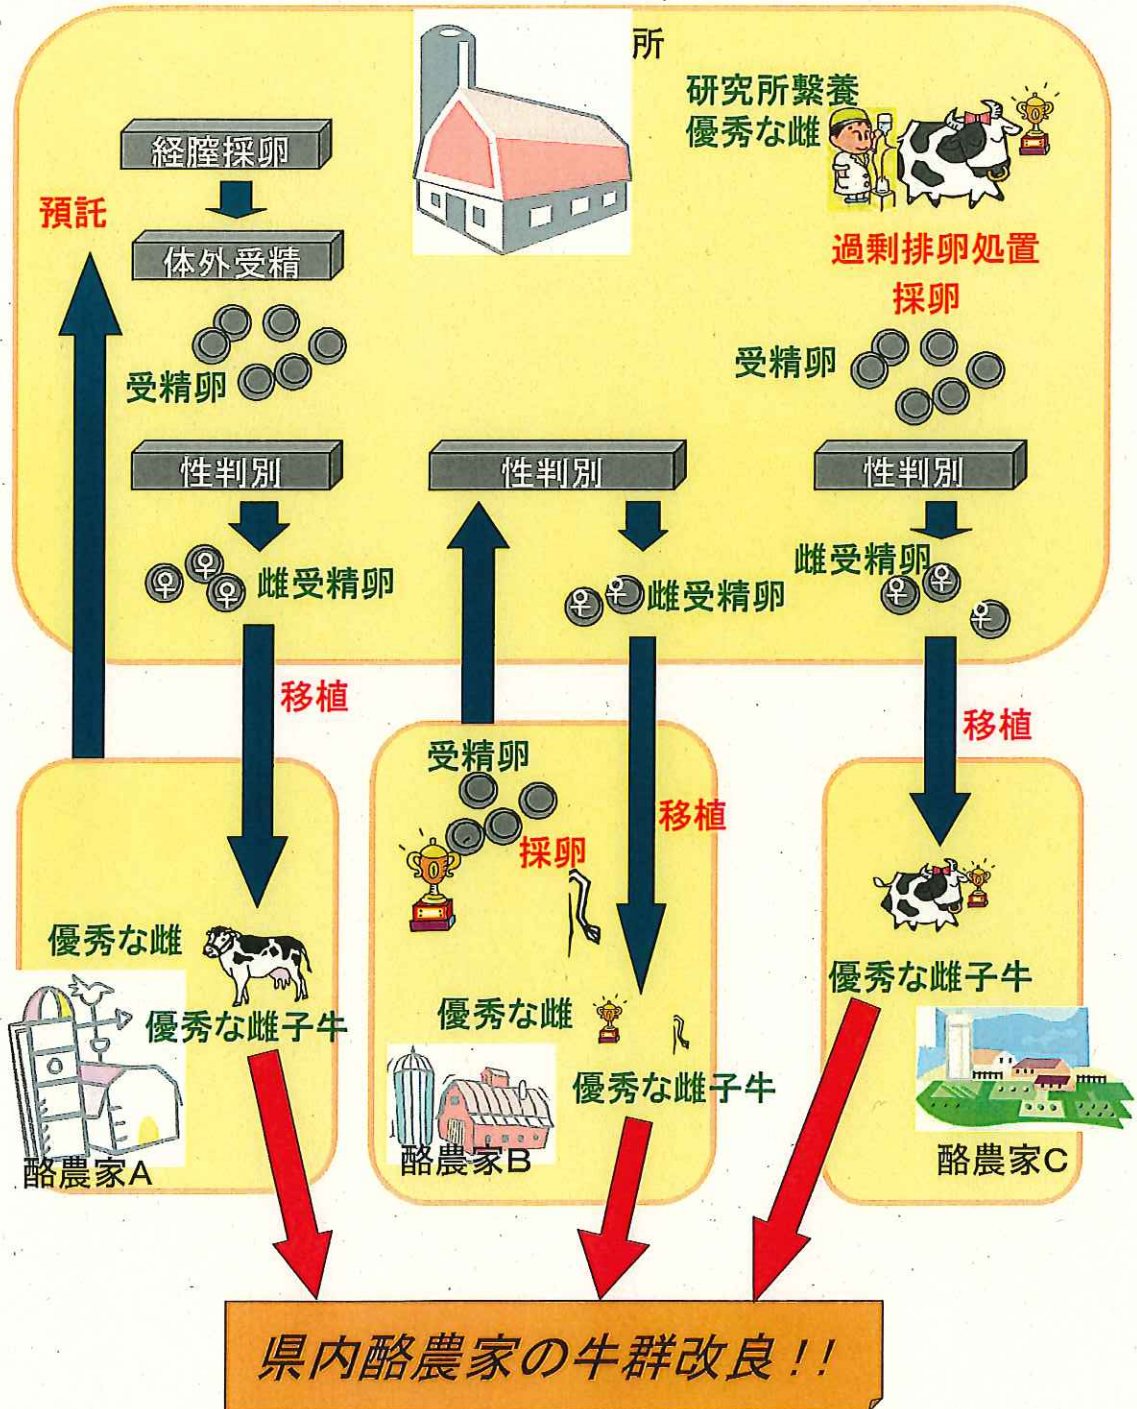 所
研究所繋養
優秀な雌
経膣採卵
預託
体外受精
過剰排卵処置
採卵
受精卵
受精卵
性判別
性判別
性判別
雌受精卵
雌受精卵
雌受精卵
移植
移植
受精卵
移植
採卵
優秀な雌
優秀な雌子牛
優秀な雌
優秀な雌子牛
優秀な雌子牛
酪農家A
酪農家B
酪農家C
県内酪農家の牛群改良!!